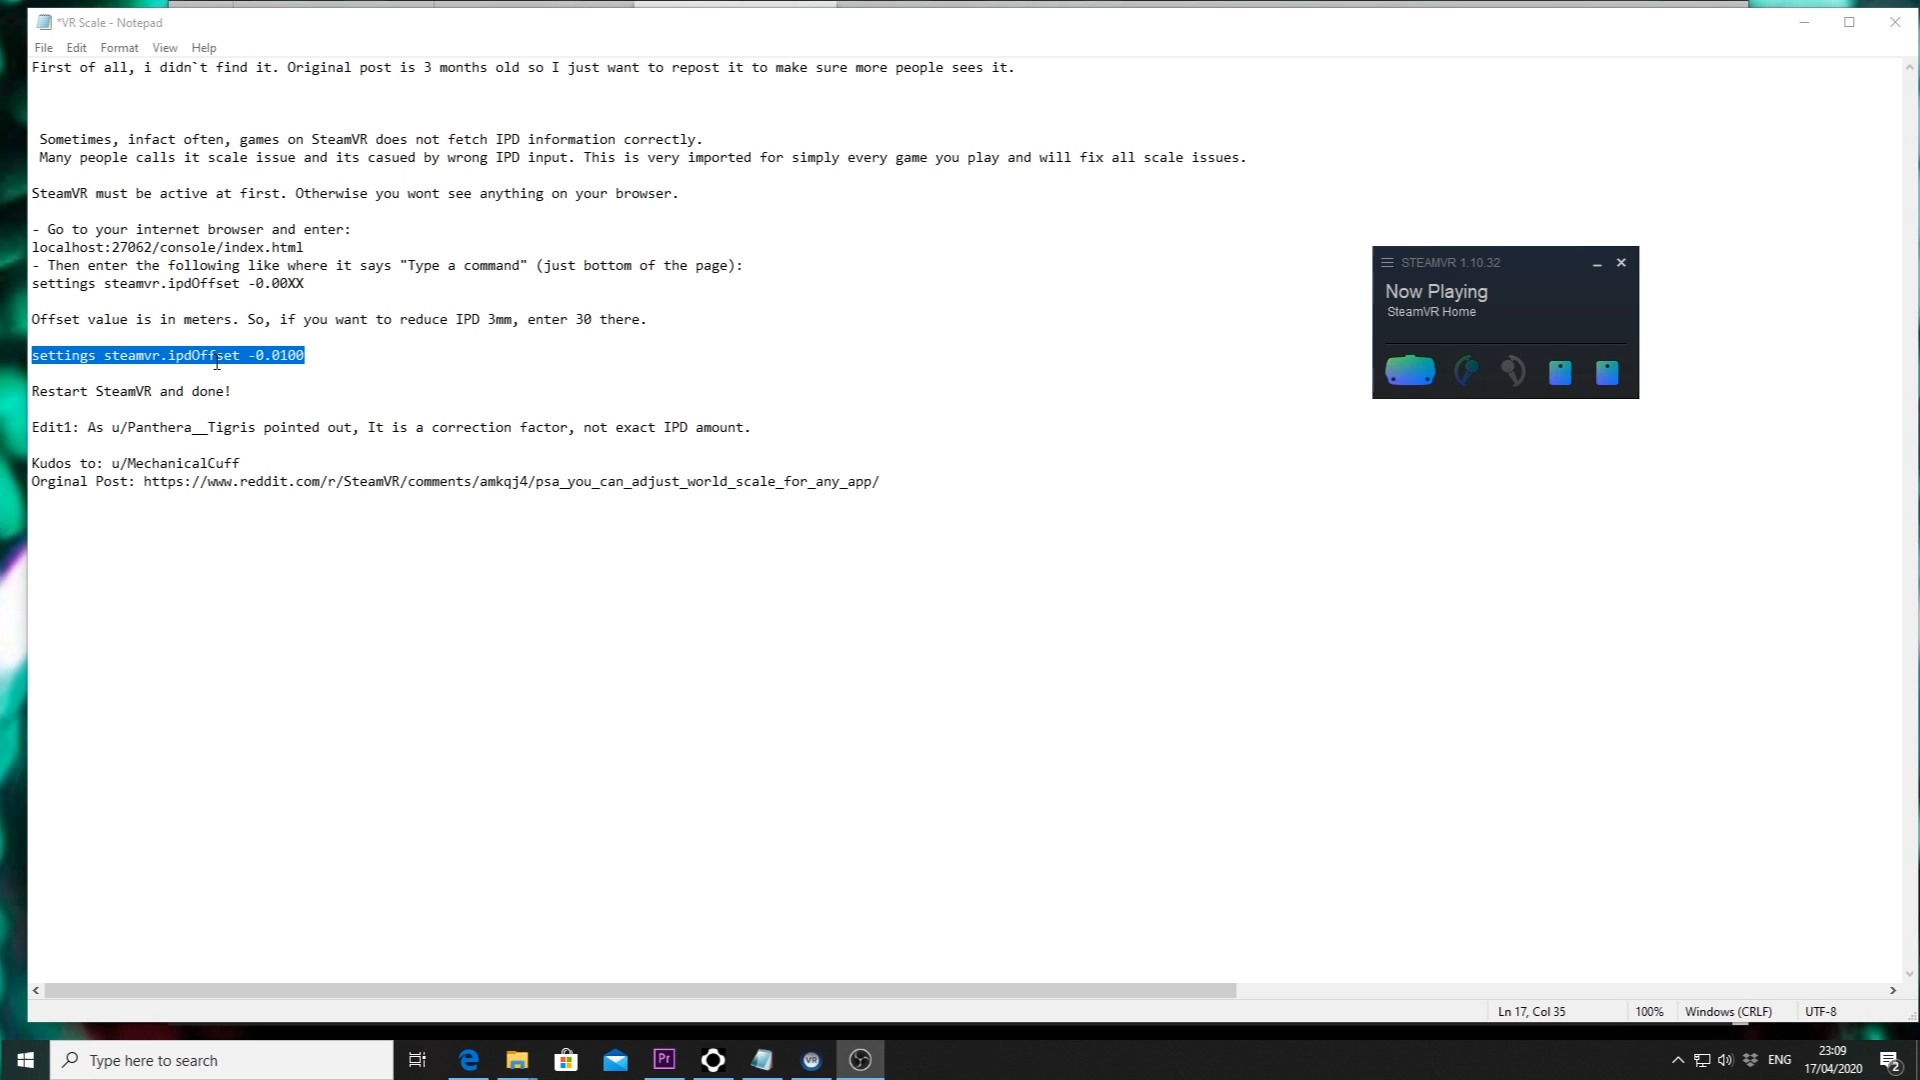 *VR Scale - Notepad
File Edit Format View Help
First of all, i didn`t find it. Original post is 3 months old so I just want to repost it to make sure more people sees it.
Sometimes, infact often, games on SteamVR does not fetch IPD information correctly.
Many people calls it scale issue and its casued by wrong IPD input. This is very imported for simply every game you play and will fix all scale issues.
SteamVR must be active at first. Otherwise you wont see anything on your browser.
- Go to your internet browser and enter:
localhost:27062/console/index.html
- Then enter the following like where it says "Type a command" (just bottom of the page):
settings steamvr.ipdOffset -0.00XX
Offset value is in meters. So, if you want to reduce IPD 3mm, enter 30 there.
settings steamvr.ipdOffset -0.0100
Restart SteamVR and done!
Edit1: As u/Panthera__Tigris pointed out, It is a correction factor, not exact IPD amount.
Kudos to: u/MechanicalCuff
Orginal Post: https://www.reddit.com/r/SteamVR/comments/amkqj4/psa_you_can_adjust_world_scale_for_any_app/
STEAMVR 1.10.32
Now Playing
SteamVR Home
Ln 17, Col 35
100%
Windows (CRLF)
UTF-8
Type here to search
Pr
VR
ENG
23:09
17/04/2020
2